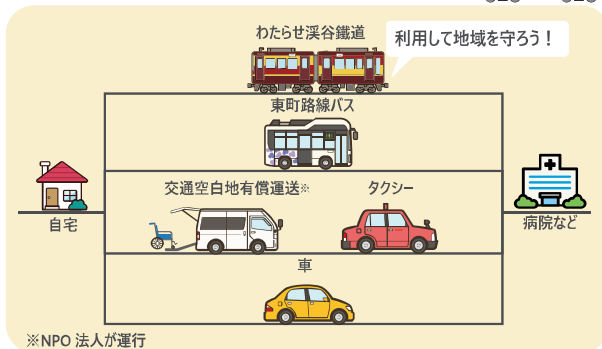 わたらせ渓谷鐵道
利用して地域を守ろう！
東町路線バス
交通空白地有償運送※
タクシー
自宅
病院など
車
※NPO 法人が運行